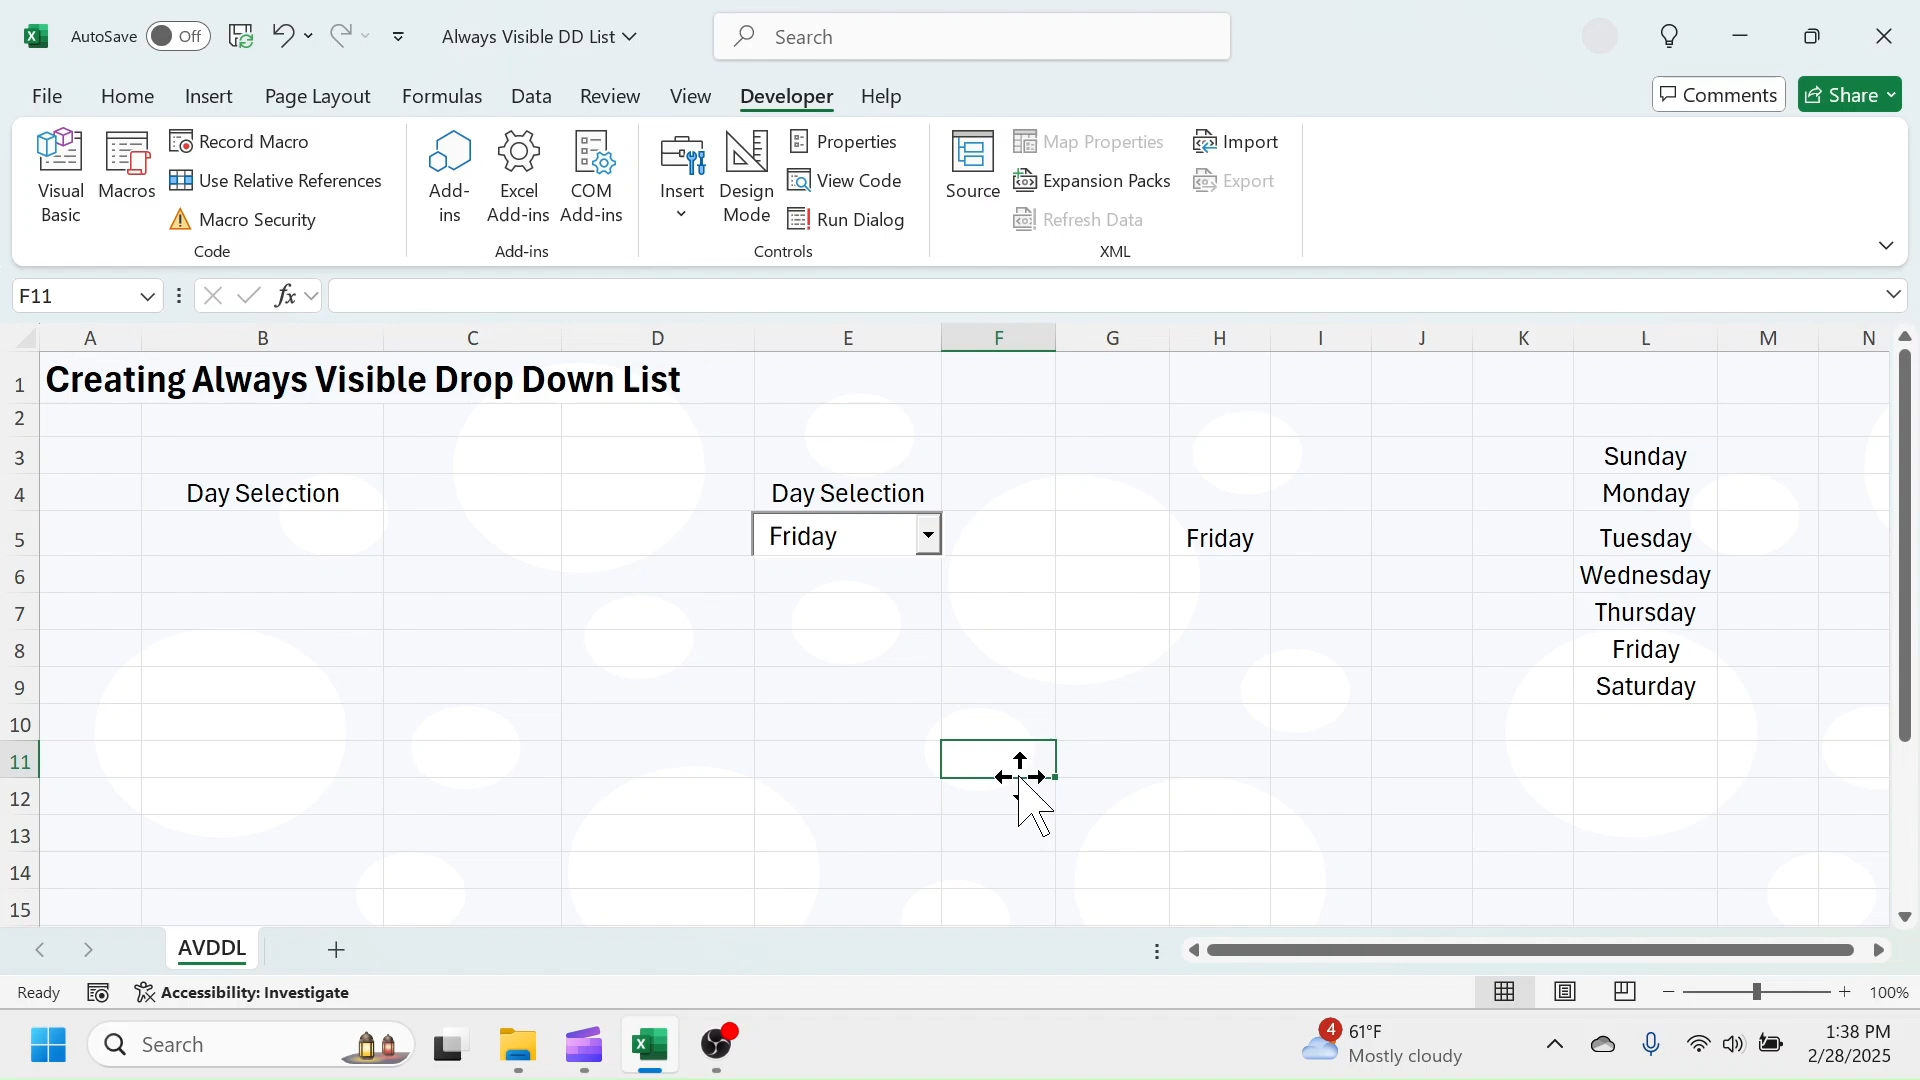 AutoSave Off Always Visible DD List Search
File Home Insert Page Layout Formulas Data Review View Developer Help Comments Share
Visual Basic Macros Record Macro Use Relative References Macro Security Code
Add-ins Excel Add-ins COM Add-ins Add-ins
Insert Design Mode Properties View Code Run Dialog Controls
Source Map Properties Expansion Packs Refresh Data Import Export XML
F11 fx
A B C D E F G H I J K L M N
1 Creating Always Visible Drop Down List
2
3 Sunday
4 Day Selection Day Selection Monday
5 Friday Friday Tuesday
6 Wednesday
7 Thursday
8 Friday
9 Saturday
10
11
12
13
14
15
AVDDL
Ready Accessibility: Investigate 100%
Search 4 61°F 1:38 PM
Mostly cloudy 2/28/2025